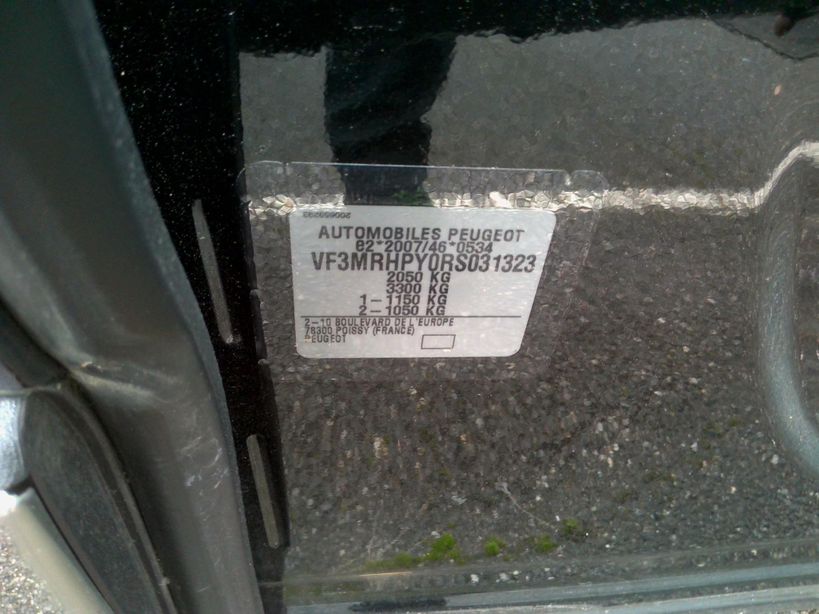 AUTOMOBILES PEUGEOT
e2*2007/46*0534
VF3MRHPY0RS031323
2050 KG
3300 KG
1-1150 KG
2-1050 KG
2-10 BOULEVARD DE L'EUROPE
78300 POISSY (FRANCE)
PEUGEOT